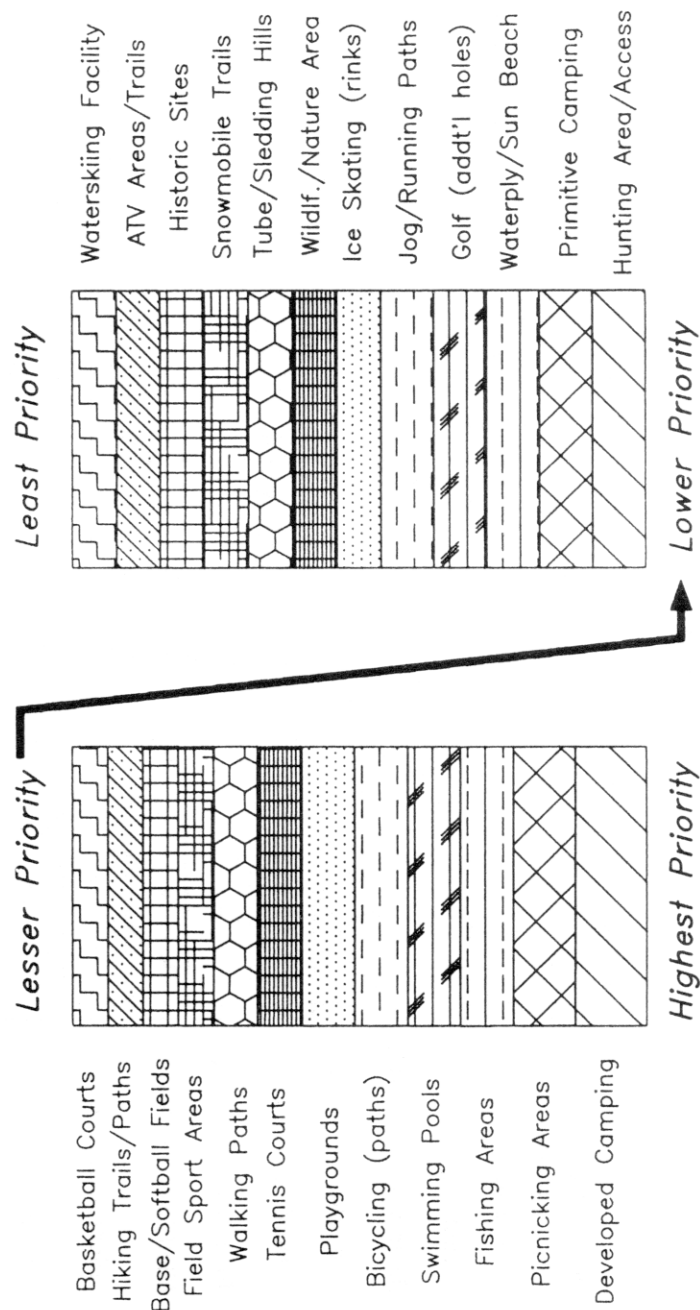 Least Priority
Waterskiing Facility
ATV Areas/Trails
Historic Sites
Snowmobile Trails
Tube/Sledding Hills
Wildlf./Nature Area
Ice Skating (rinks)
Jog/Running Paths
Golf (addt'l holes)
Waterply/Sun Beach
Primitive Camping
Hunting Area/Access
Lower Priority
Lesser Priority
Basketball Courts
Hiking Trails/Paths
Base/Softball Fields
Field Sport Areas
Walking Paths
Tennis Courts
Playgrounds
Bicycling (paths)
Swimming Pools
Fishing Areas
Picnicking Areas
Developed Camping
Highest Priority